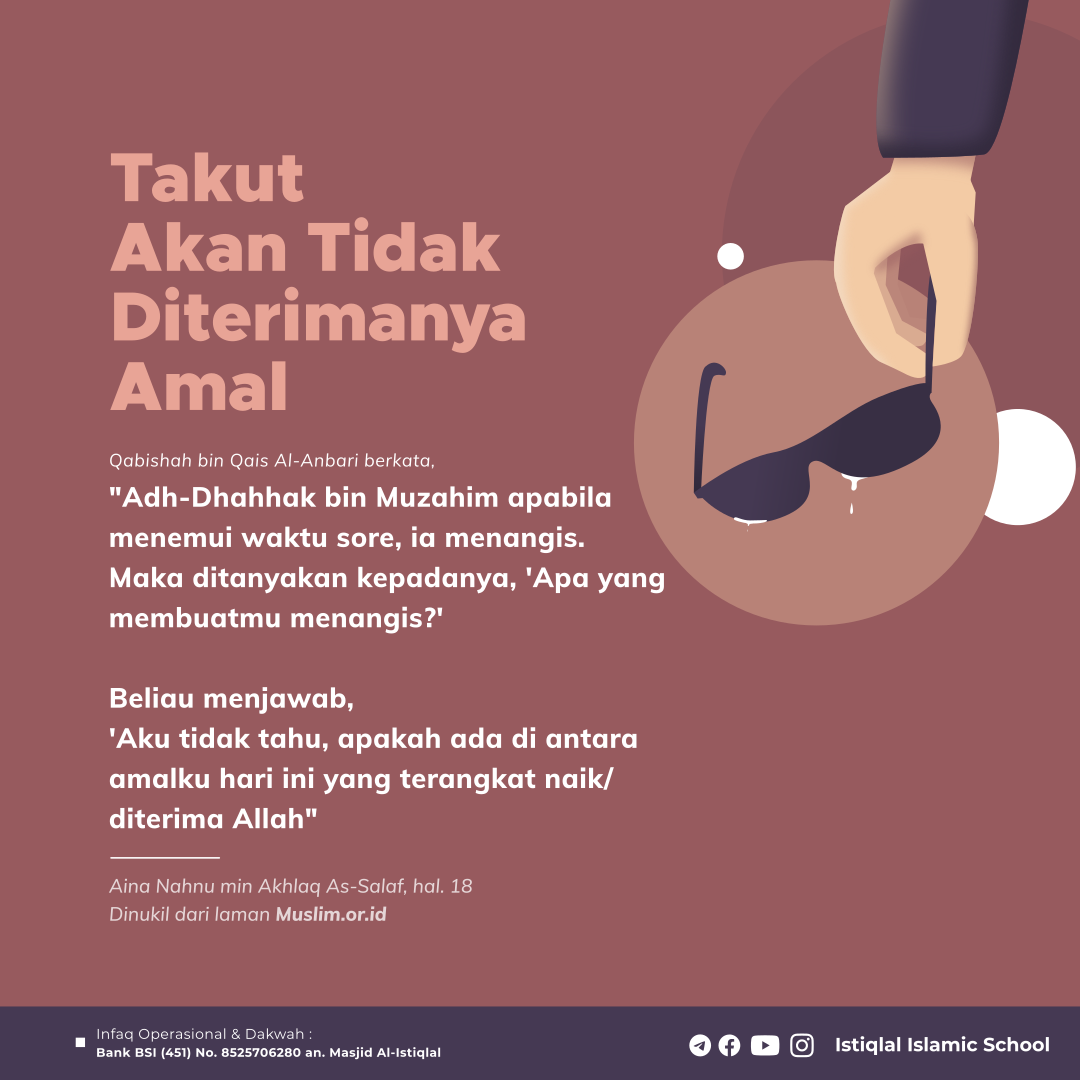 Takut
Akan Tidak
Diterimanya
Amal
Qabishah bin Qais Al-Anbari berkata,
"Adh-Dhahhak bin Muzahim apabila
menemui waktu sore, ia menangis.
Maka ditanyakan kepadanya, 'Apa yang
membuatmu menangis?'
Beliau menjawab,
'Aku tidak tahu, apakah ada di antara
amalku hari ini yang terangkat naik/
diterima Allah"
Aina Nahnu min Akhlaq As-Salaf, hal. 18
Dinukil dari laman Muslim.or.id
Infaq Operasional & Dakwah :
Bank BSI (451) No. 8525706280 an. Masjid Al-Istiqlal
Istiqlal Islamic School